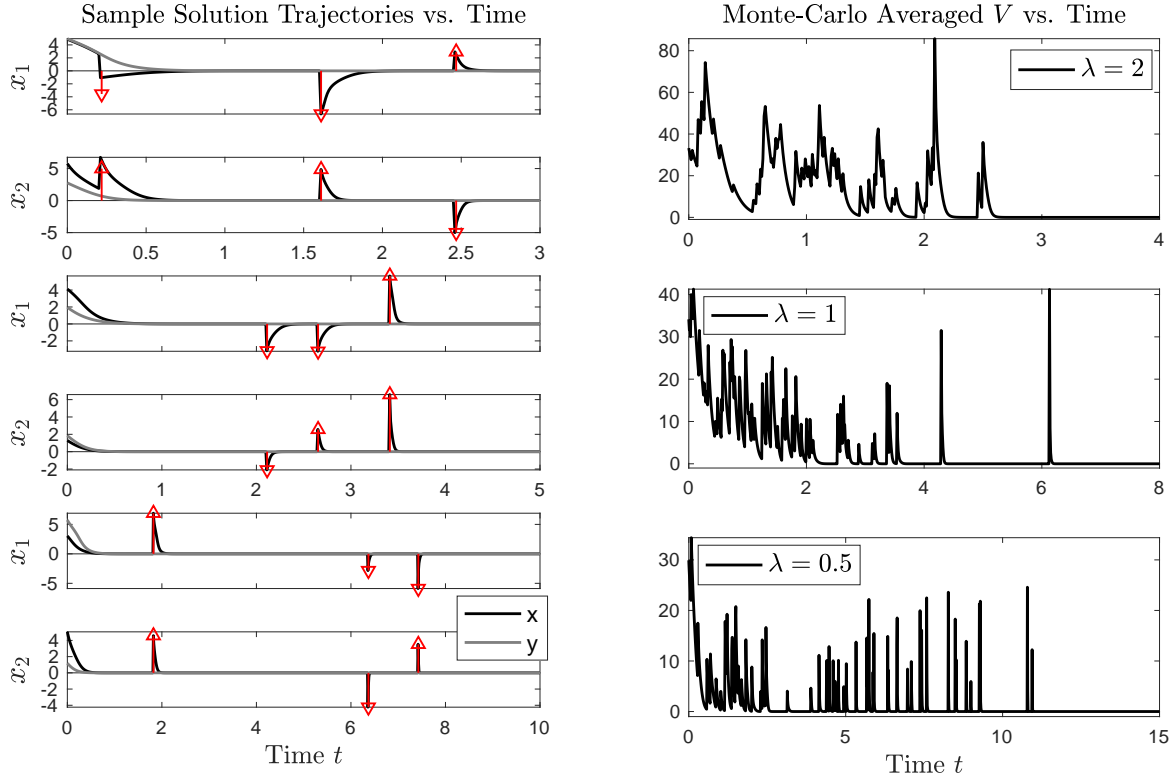 Sample Solution Trajectories vs. Time
x1
4
2
0
-2
-4
-6
x2
5
0
-5
0 0.5 1 1.5 2 2.5 3
x1
4
2
0
-2
x2
6
4
2
0
-2
0 1 2 3 4 5
x1
5
0
-5
x2
4
2
0
-2
-4
0 2 4 6 8 10
x
y
Time t
Monte-Carlo Averaged V vs. Time
80
60
40
20
0
λ = 2
0 1 2 3 4
40
30
20
10
0
λ = 1
0 2 4 6 8
30
20
10
0
λ = 0.5
0 5 10 15
Time t